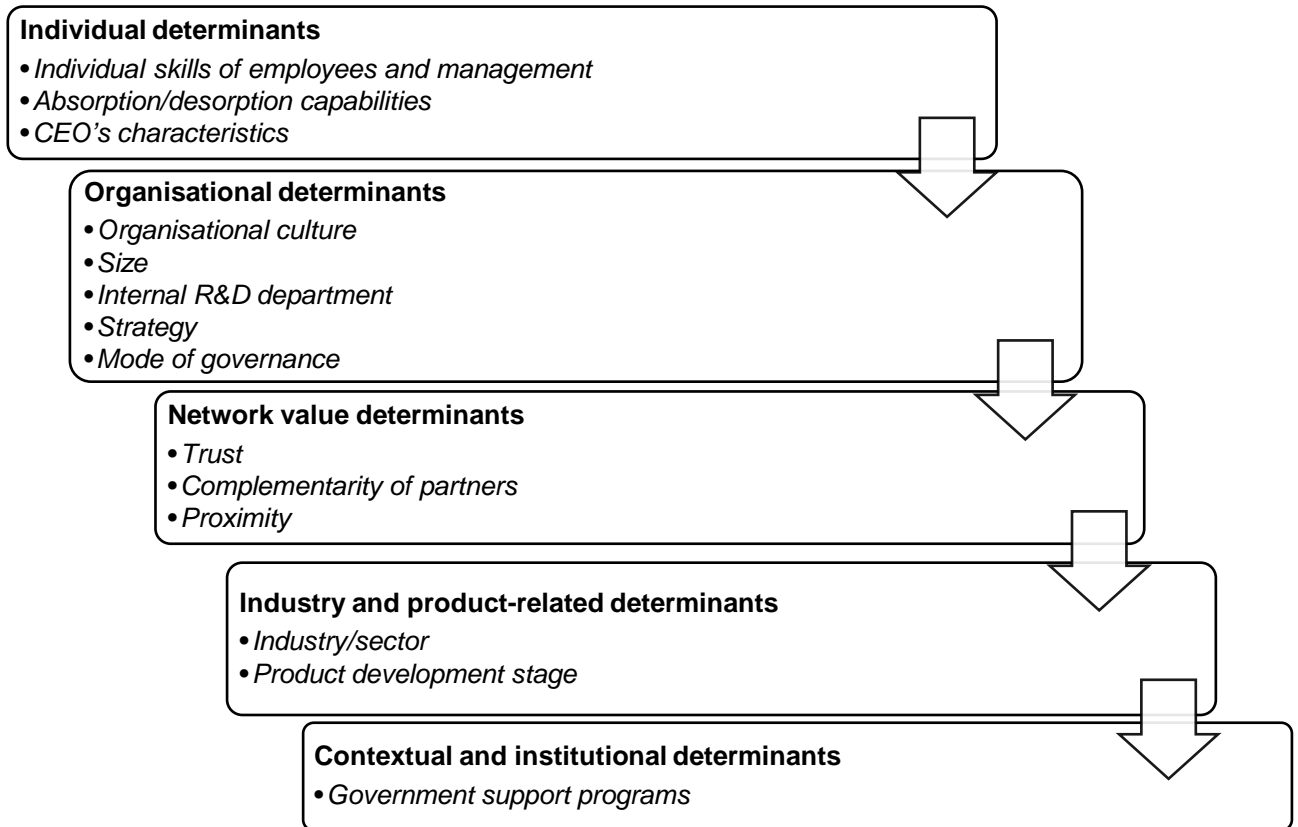 Individual determinants
• Individual skills of employees and management
• Absorption/desorption capabilities
• CEO’s characteristics
Organisational determinants
• Organisational culture
• Size
• Internal R&D department
• Strategy
• Mode of governance
Network value determinants
• Trust
• Complementarity of partners
• Proximity
Industry and product-related determinants
• Industry/sector
• Product development stage
Contextual and institutional determinants
• Government support programs